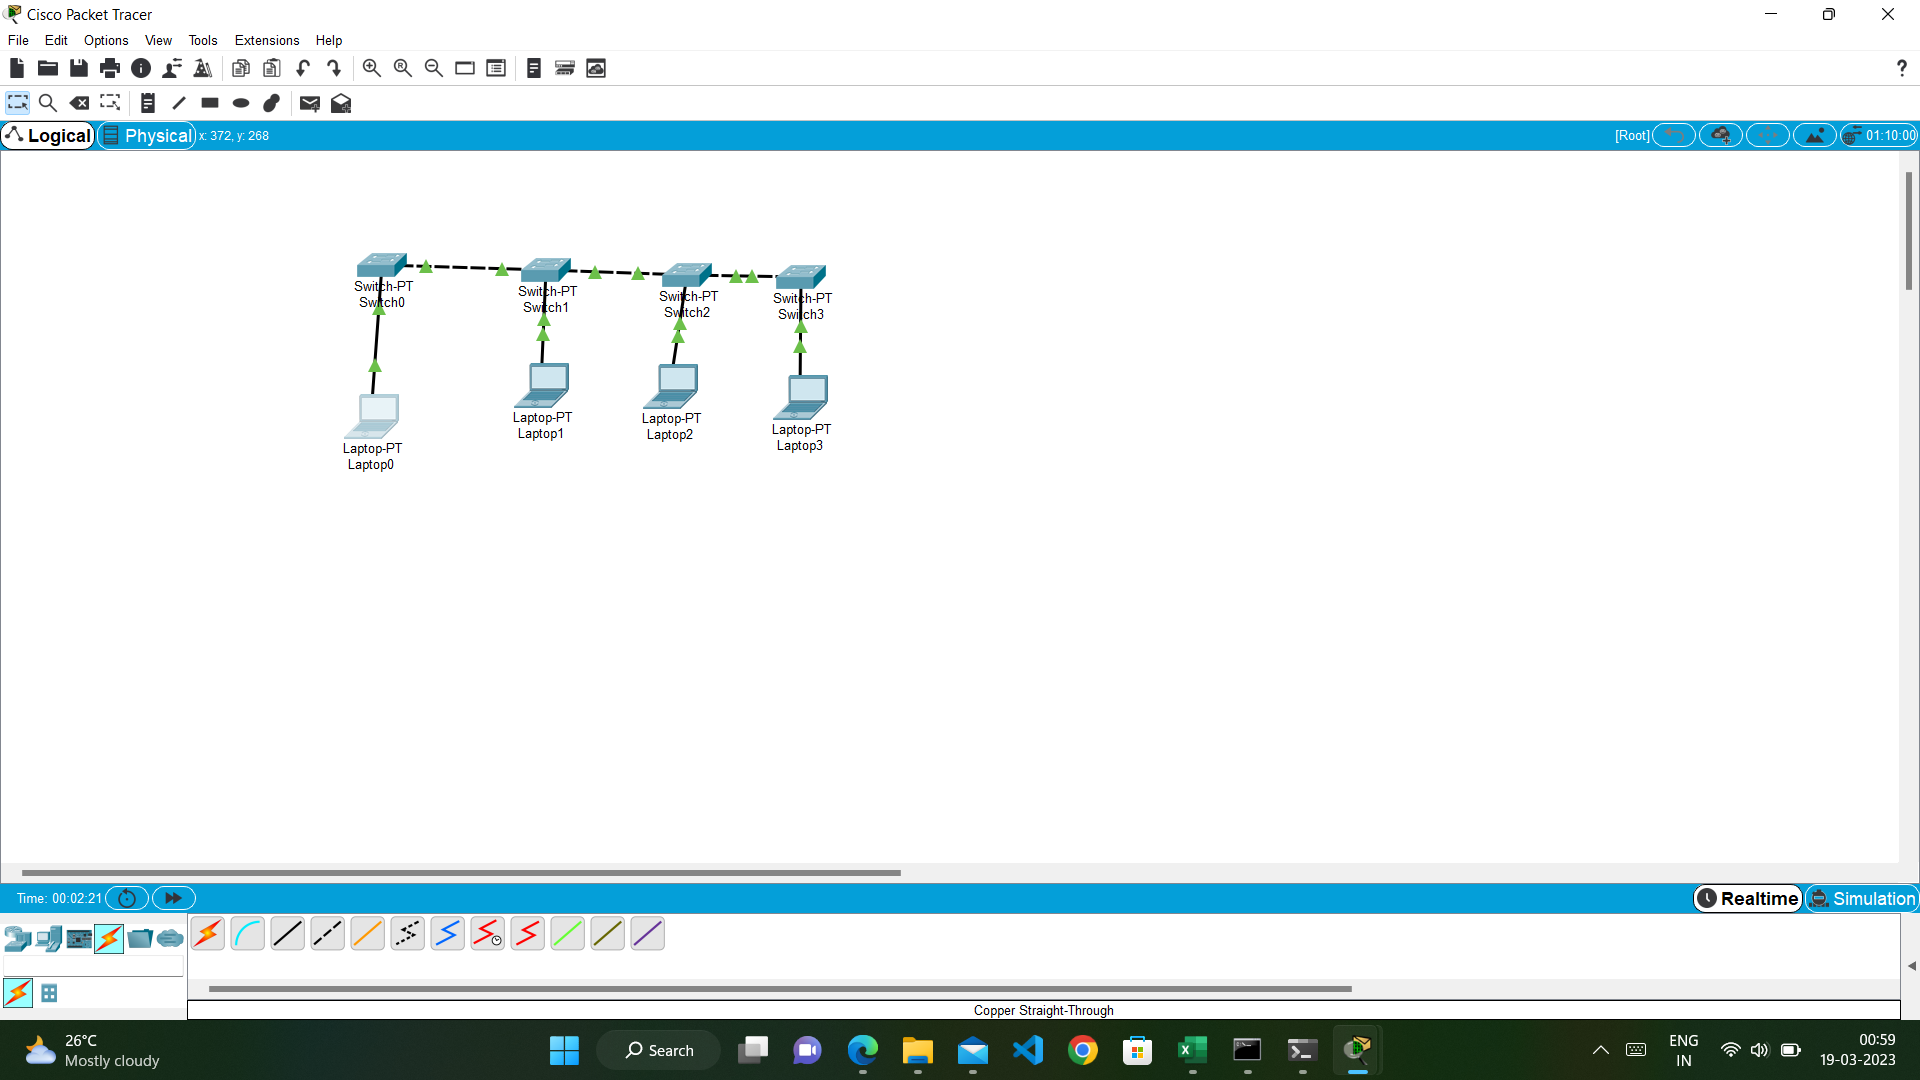 Cisco Packet Tracer
File Edit Options View Tools Extensions Help
?
Logical Physical x: 372, y: 268 [Root] 01:10:00
Switch-PT
Switch0
Switch-PT
Switch1
Switch-PT
Switch2
Switch-PT
Switch3
Laptop-PT
Laptop0
Laptop-PT
Laptop1
Laptop-PT
Laptop2
Laptop-PT
Laptop3
Time: 00:02:21 Realtime Simulation
Copper Straight-Through
26°C
Mostly cloudy
Search
ENG
IN
00:59
19-03-2023